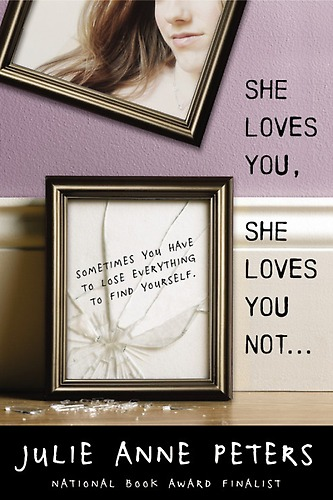 SHE
LOVES
YOU,
SHE
LOVES
YOU
NOT...
SOMETIMES YOU HAVE
TO LOSE EVERYTHING
TO FIND YOURSELF.
JULIE ANNE PETERS
NATIONAL BOOK AWARD FINALIST